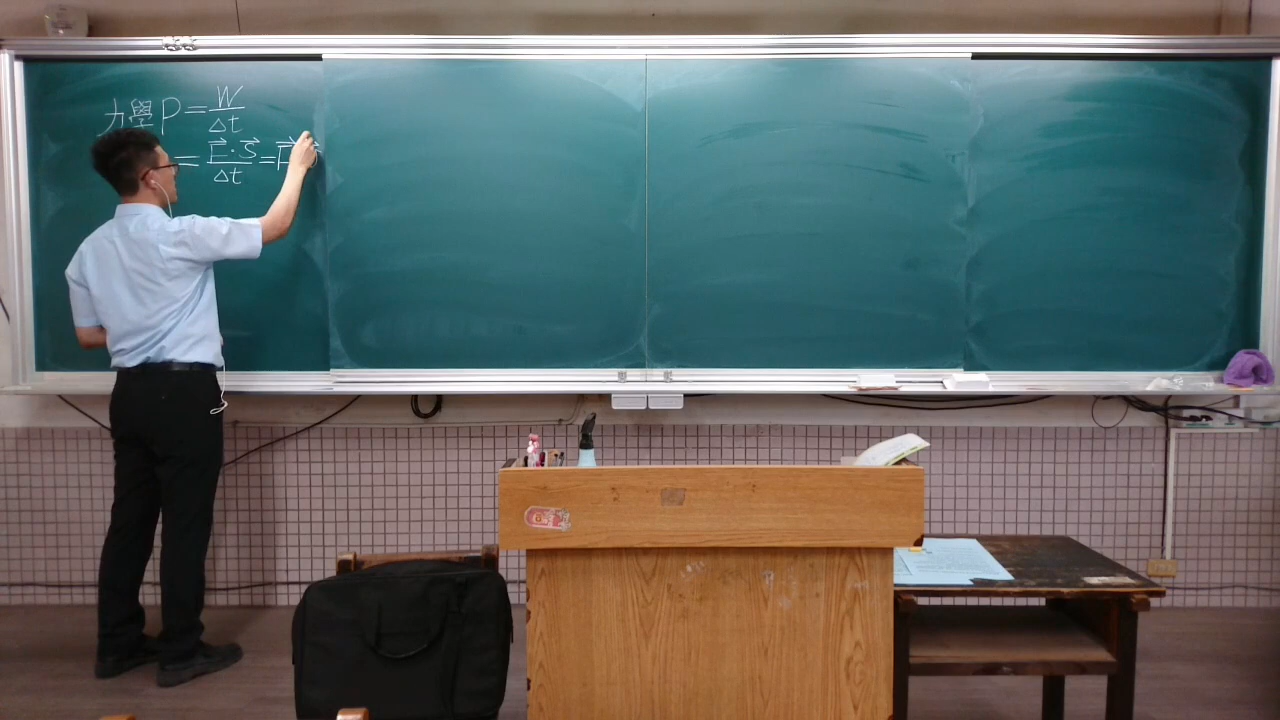 力學 P = W/Δt
= F⃗·S⃗/Δt = F⃗